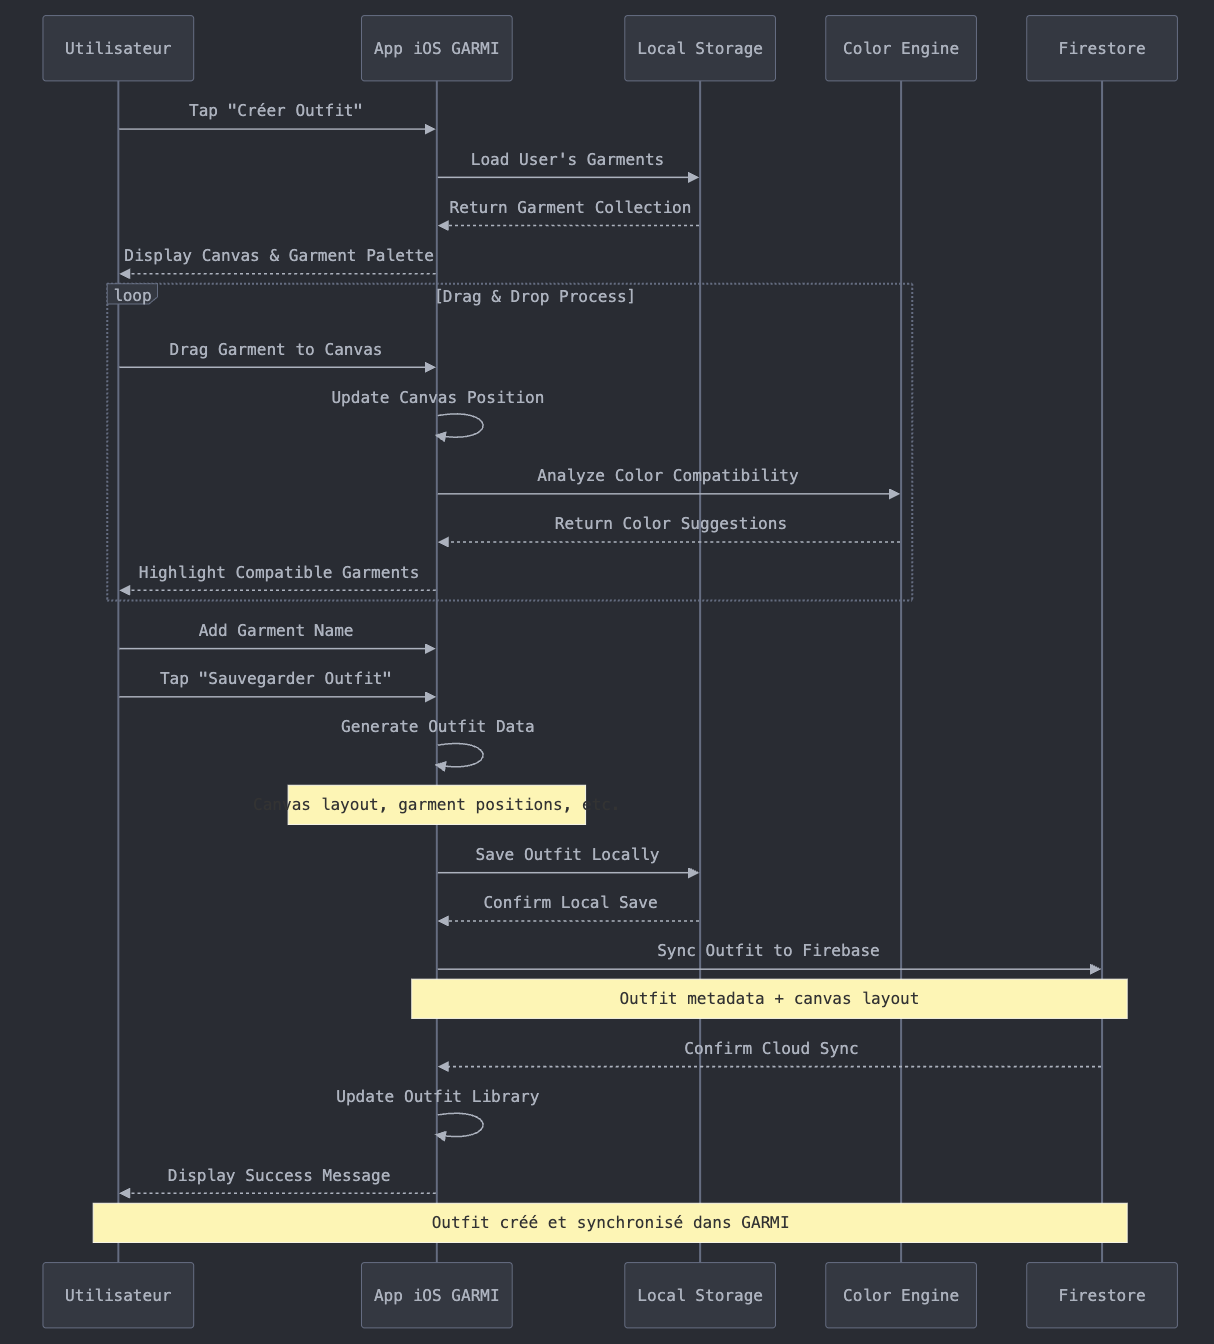 Utilisateur
App iOS GARMI
Local Storage
Color Engine
Firestore
Tap "Créer Outfit"
Load User's Garments
Return Garment Collection
Display Canvas & Garment Palette
loop
[Drag & Drop Process]
Drag Garment to Canvas
Update Canvas Position
Analyze Color Compatibility
Return Color Suggestions
Highlight Compatible Garments
Add Garment Name
Tap "Sauvegarder Outfit"
Generate Outfit Data
Canvas layout, garment positions, etc.
Save Outfit Locally
Confirm Local Save
Sync Outfit to Firebase
Outfit metadata + canvas layout
Confirm Cloud Sync
Update Outfit Library
Display Success Message
Outfit créé et synchronisé dans GARMI
Utilisateur
App iOS GARMI
Local Storage
Color Engine
Firestore